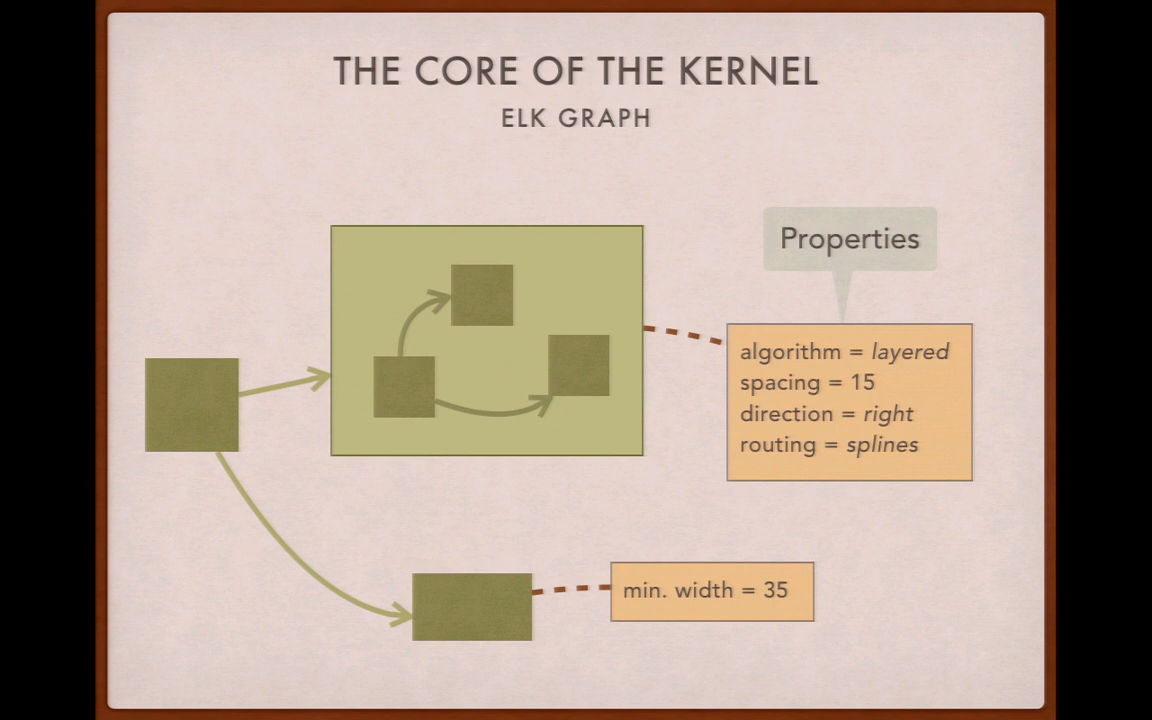 THE CORE OF THE KERNEL
ELK GRAPH
Properties
algorithm = layered
spacing = 15
direction = right
routing = splines
min. width = 35